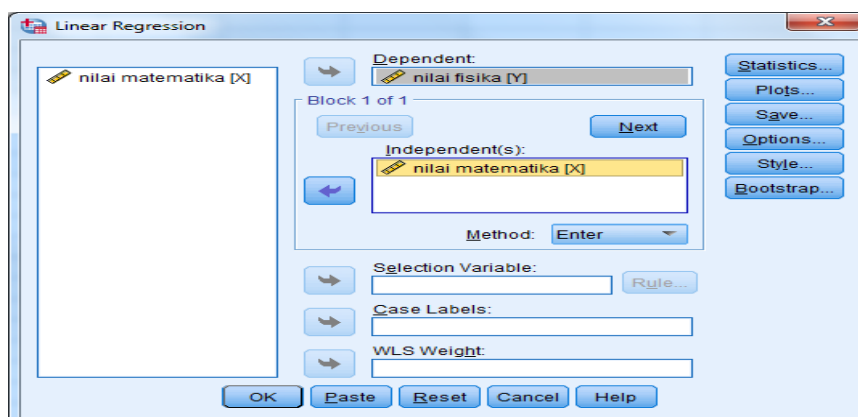 Linear Regression
nilai matematika [X]
Dependent:
nilai fisika [Y]
Block 1 of 1
Previous
Next
Independent(s):
nilai matematika [X]
Method:
Enter
Selection Variable:
Rule...
Case Labels:
WLS Weight:
Statistics...
Plots...
Save...
Options...
Style...
Bootstrap...
OK
Paste
Reset
Cancel
Help